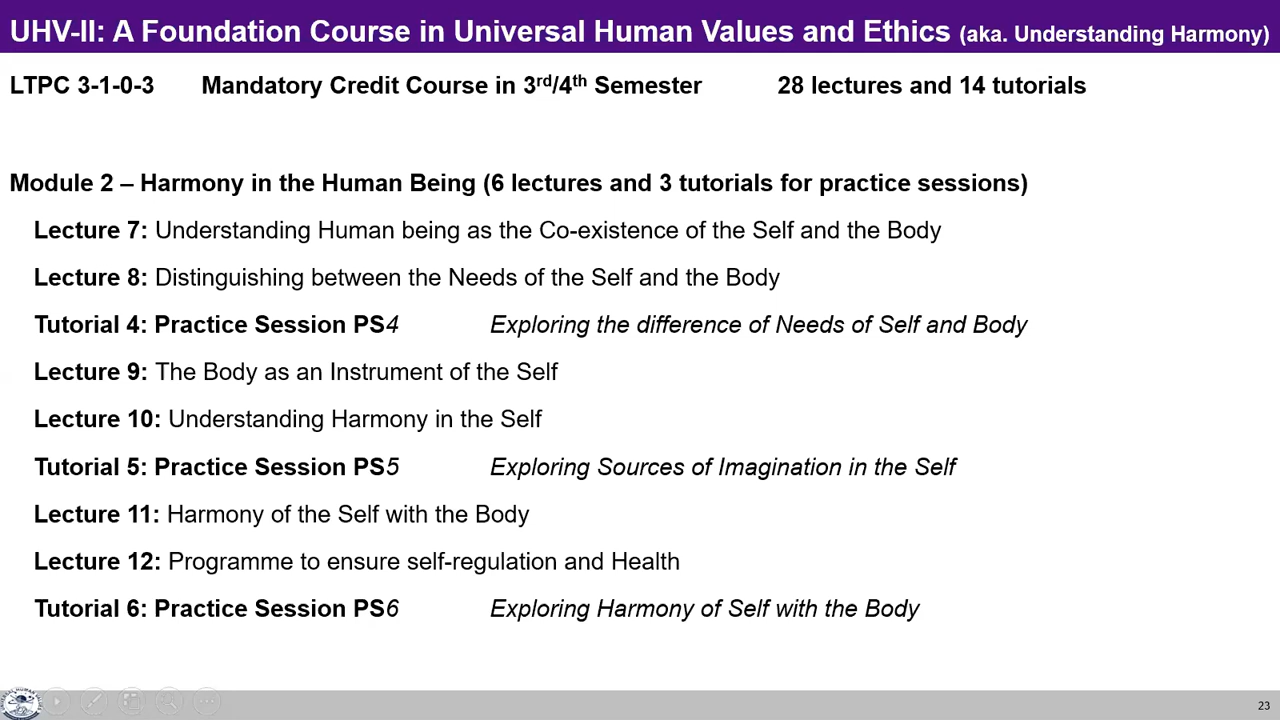 UHV-II: A Foundation Course in Universal Human Values and Ethics (aka. Understanding Harmony)
LTPC 3-1-0-3 Mandatory Credit Course in 3rd/4th Semester 28 lectures and 14 tutorials
Module 2 – Harmony in the Human Being (6 lectures and 3 tutorials for practice sessions)
Lecture 7: Understanding Human being as the Co-existence of the Self and the Body
Lecture 8: Distinguishing between the Needs of the Self and the Body
Tutorial 4: Practice Session PS4 Exploring the difference of Needs of Self and Body
Lecture 9: The Body as an Instrument of the Self
Lecture 10: Understanding Harmony in the Self
Tutorial 5: Practice Session PS5 Exploring Sources of Imagination in the Self
Lecture 11: Harmony of the Self with the Body
Lecture 12: Programme to ensure self-regulation and Health
Tutorial 6: Practice Session PS6 Exploring Harmony of Self with the Body
23